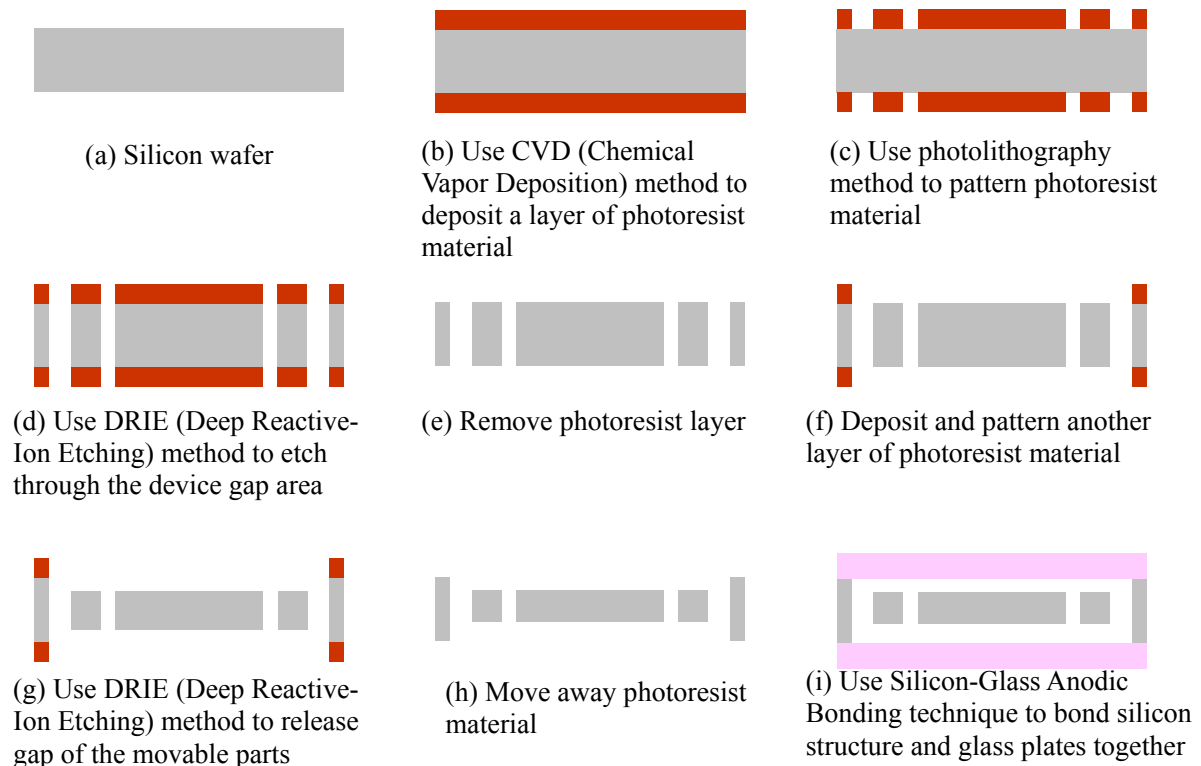 (a) Silicon wafer
(b) Use CVD (Chemical
Vapor Deposition) method to
deposit a layer of photoresist
material
(c) Use photolithography
method to pattern photoresist
material
(d) Use DRIE (Deep Reactive-
Ion Etching) method to etch
through the device gap area
(e) Remove photoresist layer
(f) Deposit and pattern another
layer of photoresist material
(g) Use DRIE (Deep Reactive-
Ion Etching) method to release
gap of the movable parts
(h) Move away photoresist
material
(i) Use Silicon-Glass Anodic
Bonding technique to bond silicon
structure and glass plates together